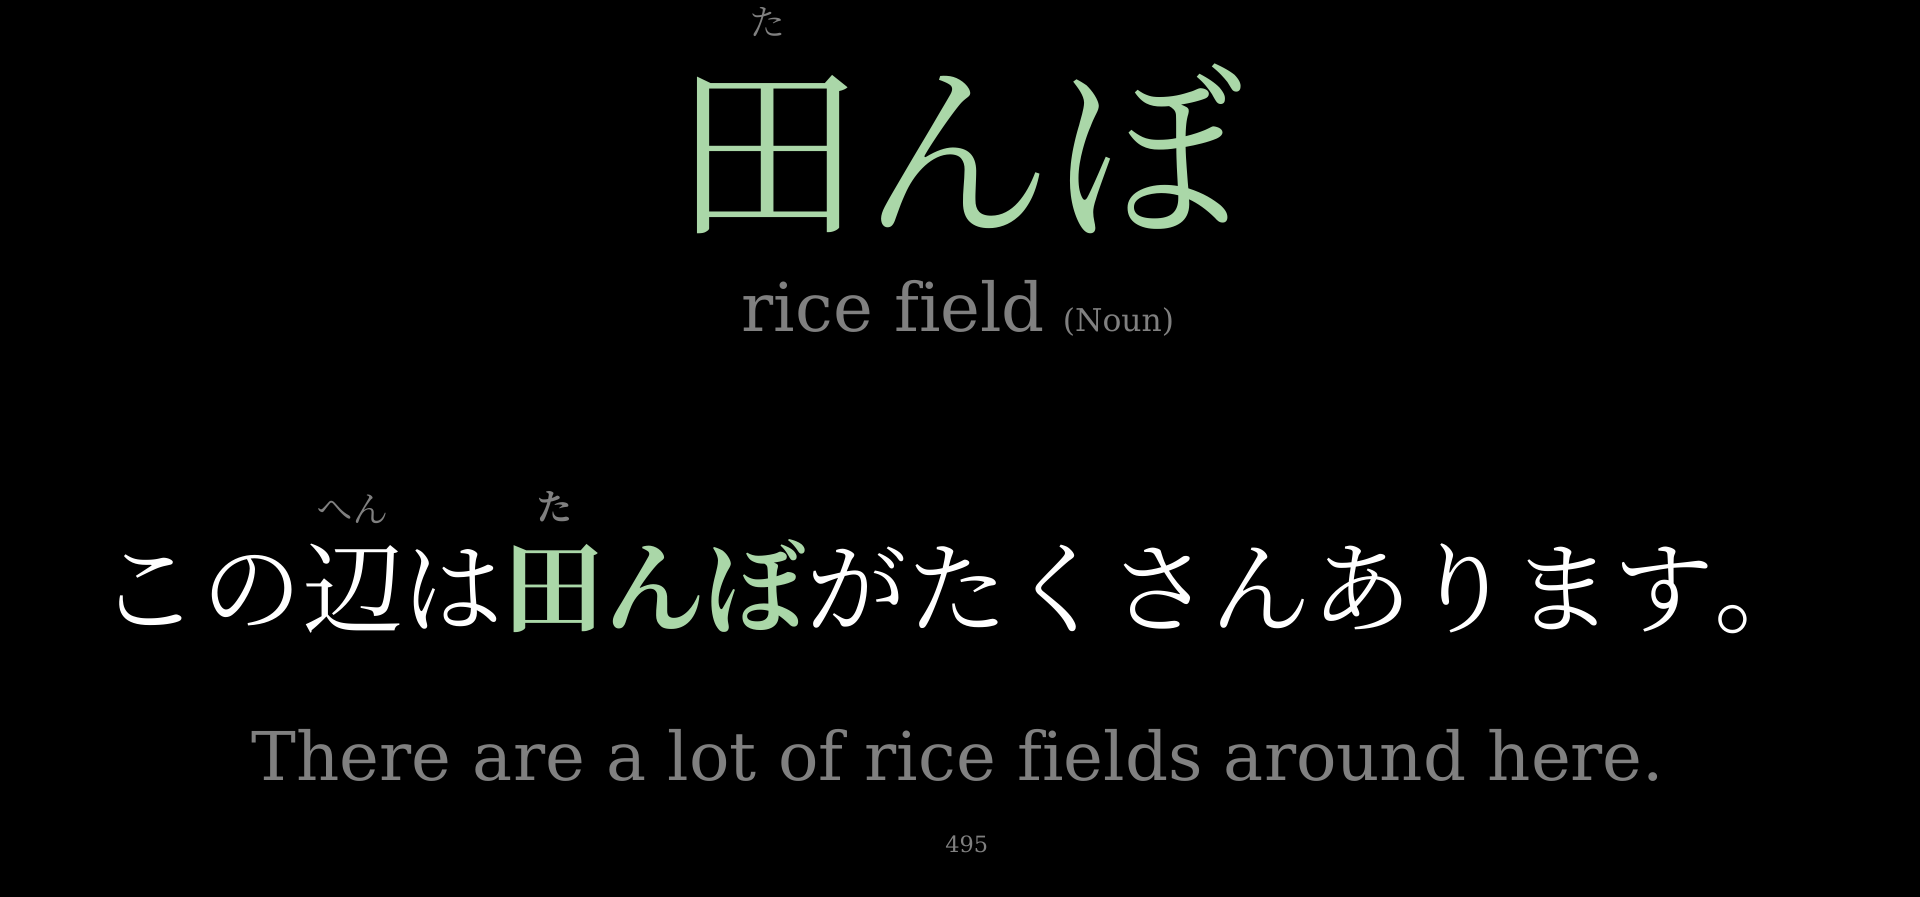 た
田んぼ
rice field (Noun)
へん た
この辺は田んぼがたくさんあります。
There are a lot of rice fields around here.
495